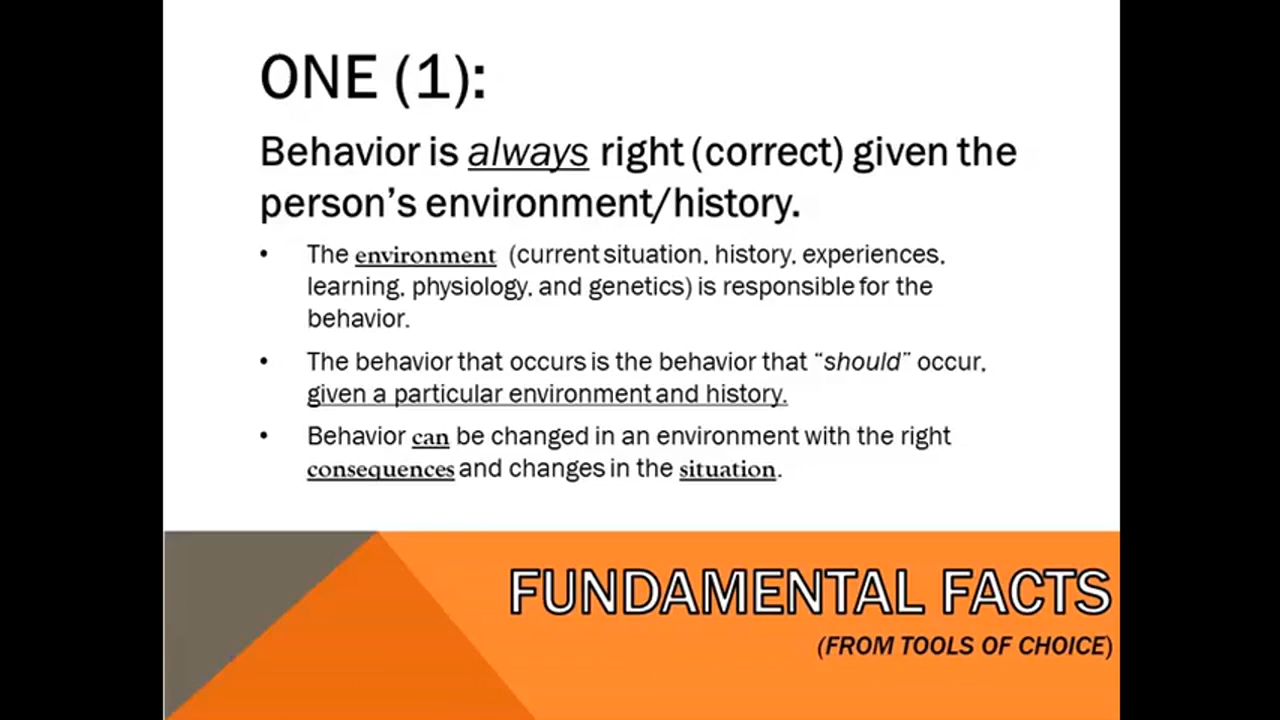 ONE (1):
Behavior is always right (correct) given the
person's environment/history.
• The environment (current situation, history, experiences,
learning, physiology, and genetics) is responsible for the
behavior.
• The behavior that occurs is the behavior that “should” occur,
given a particular environment and history.
• Behavior can be changed in an environment with the right
consequences and changes in the situation.
FUNDAMENTAL FACTS
(FROM TOOLS OF CHOICE)